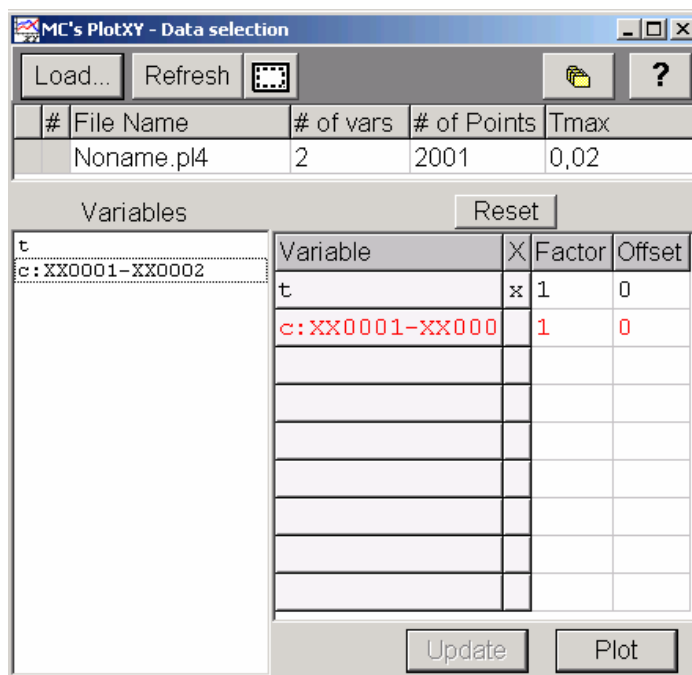 MC's PlotXY - Data selection
Load... Refresh ?
# File Name # of vars # of Points Tmax
Noname.pl4 2 2001 0,02
Variables Reset
t
c:XX0001-XX0002
Variable X Factor Offset
t x 1 0
c:XX0001-XX000 1 0
Update Plot